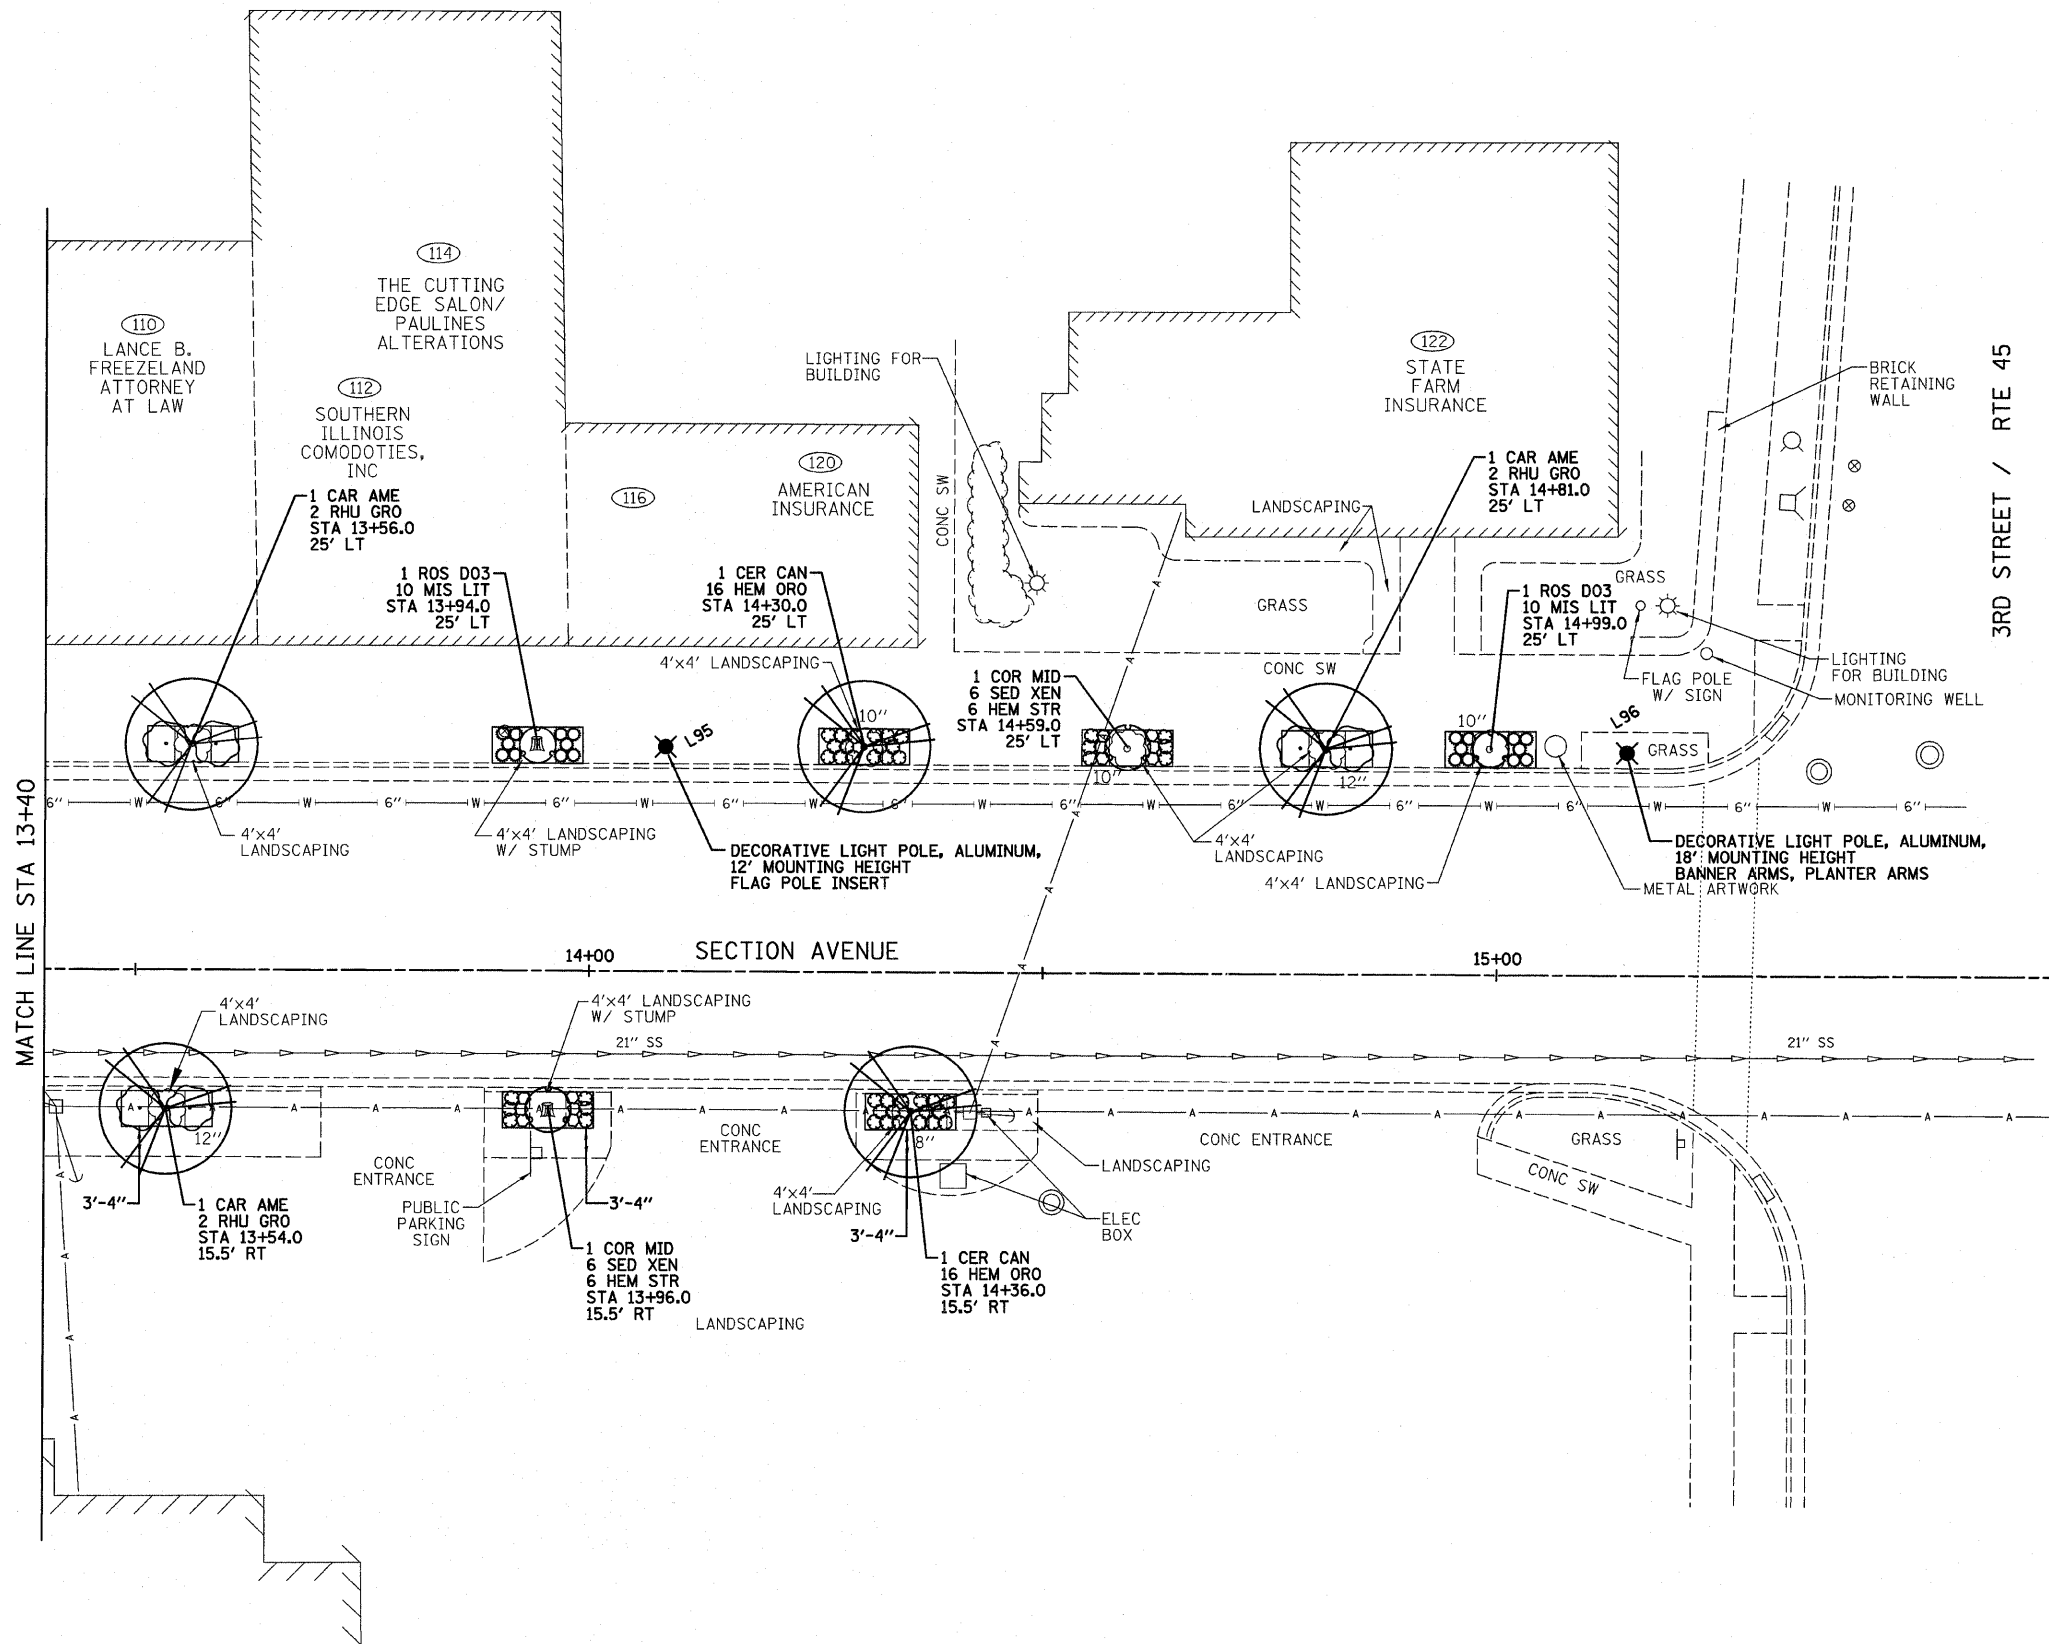 114
THE CUTTING
EDGE SALON/
PAULINES
ALTERATIONS
110
LANCE B.
FREEZELAND
ATTORNEY
AT LAW
112
SOUTHERN
ILLINOIS
COMODOTIES,
INC
1 CAR AME
2 RHU GRO
STA 13+56.0
25' LT
116
120
AMERICAN
INSURANCE
LIGHTING FOR
BUILDING
CONC SW
122
STATE
FARM
INSURANCE
BRICK
RETAINING
WALL
3RD STREET / RTE 45
1 CAR AME
2 RHU GRO
STA 14+81.0
25' LT
LANDSCAPING
1 ROS D03
10 MIS LIT
STA 13+94.0
25' LT
1 CER CAN
16 HEM ORO
STA 14+30.0
25' LT
GRASS
1 ROS D03
10 MIS LIT
STA 14+99.0
25' LT
GRASS
4'x4' LANDSCAPING
1 COR MID
6 SED XEN
6 HEM STR
STA 14+59.0
25' LT
CONC SW
FLAG POLE
W/ SIGN
LIGHTING
FOR BUILDING
MONITORING WELL
L95
10''
10''
12''
10''
L96
GRASS
A
A
A
A
A
6'' W 6'' W 6'' W 6'' W 6'' W 6'' W 6'' W 6'' W 6'' W 6'' W 6'' W 6''
4'x4'
LANDSCAPING
4'x4' LANDSCAPING
W/ STUMP
DECORATIVE LIGHT POLE, ALUMINUM,
12' MOUNTING HEIGHT
FLAG POLE INSERT
4'x4'
LANDSCAPING
4'x4' LANDSCAPING
DECORATIVE LIGHT POLE, ALUMINUM,
18' MOUNTING HEIGHT
BANNER ARMS, PLANTER ARMS
METAL ARTWORK
MATCH LINE STA 13+40
14+00
SECTION AVENUE
15+00
4'x4'
LANDSCAPING
4'x4' LANDSCAPING
W/ STUMP
21'' SS
21'' SS
A A A A A A A A A A A A A A A A A A A A A A
12''
CONC
ENTRANCE
CONC
ENTRANCE
8''
CONC ENTRANCE
GRASS
CONC SW
LANDSCAPING
3'-4''
1 CAR AME
2 RHU GRO
STA 13+54.0
15.5' RT
PUBLIC
PARKING
SIGN
3'-4''
4'x4'
LANDSCAPING
3'-4''
ELEC
BOX
1 COR MID
6 SED XEN
6 HEM STR
STA 13+96.0
15.5' RT
1 CER CAN
16 HEM ORO
STA 14+36.0
15.5' RT
LANDSCAPING
A
A
A
A